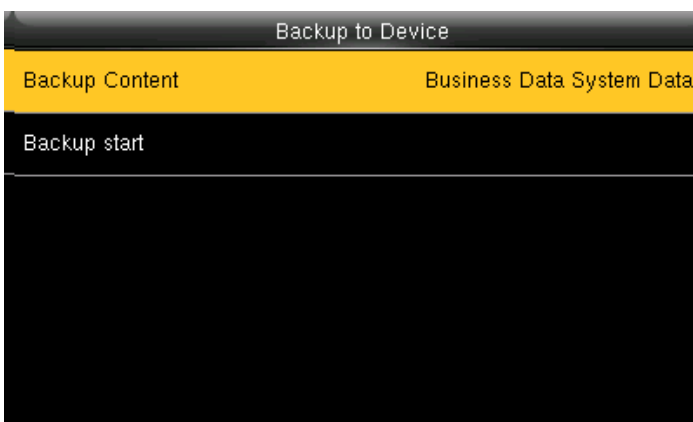 Backup to Device
Backup Content Business Data System Data
Backup start